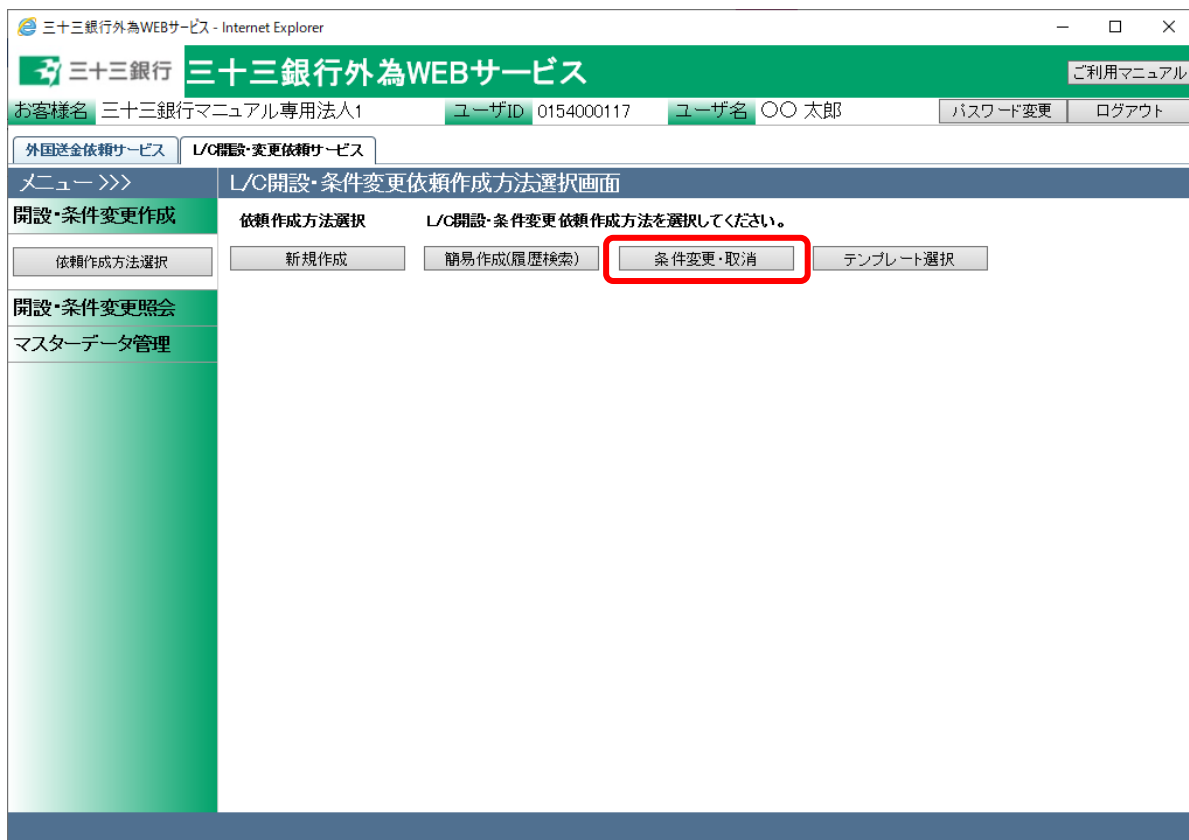 三十三銀行外為WEBサービス - Internet Explorer
三十三銀行 三十三銀行外為WEBサービス ご利用マニュアル
お客様名 三十三銀行マニュアル専用法人1 ユーザID 0154000117 ユーザ名 〇〇 太郎 パスワード変更 ログアウト
外国送金依頼サービス L/C開設・変更依頼サービス
メニュー >>> L/C開設・条件変更依頼作成方法選択画面
開設・条件変更作成 依頼作成方法選択 L/C開設・条件変更依頼作成方法を選択してください。
依頼作成方法選択 新規作成 簡易作成(履歴検索) 条件変更・取消 テンプレート選択
開設・条件変更照会
マスターデータ管理